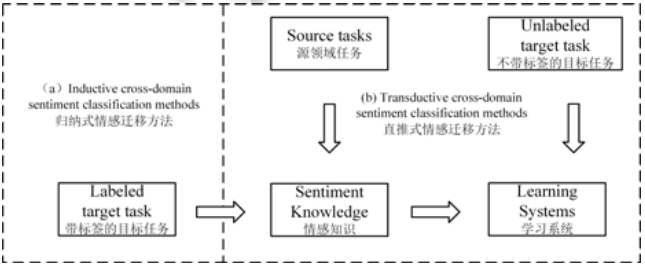 Source tasks
源领域任务
Unlabeled
target task
不带标签的目标任务
（a）Inductive cross-domain
sentiment classification methods
归纳式情感迁移方法
(b) Transductive cross-domain
sentiment classification methods
直推式情感迁移方法
Labeled
target task
带标签的目标任务
Sentiment
Knowledge
情感知识
Learning
Systems
学习系统